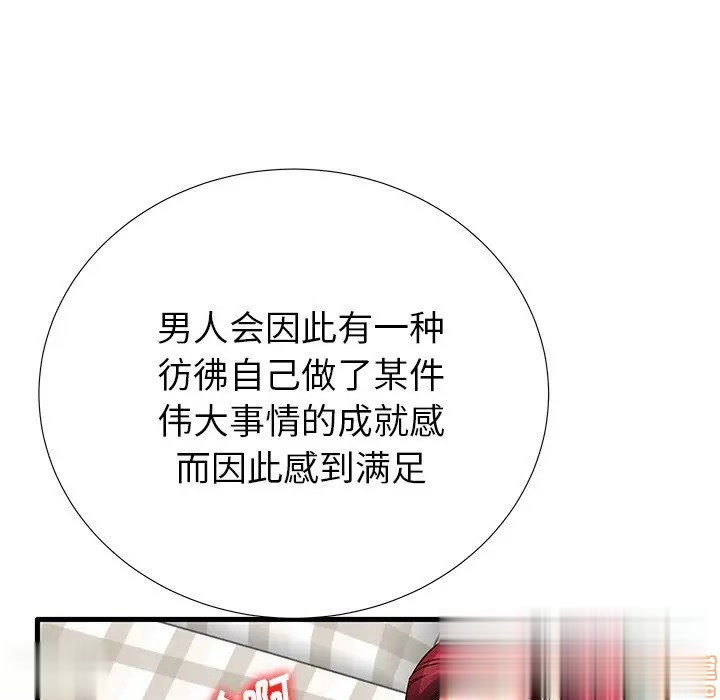 男人会因此有一种
彷彿自己做了某件
伟大事情的成就感
而因此感到满足
啊